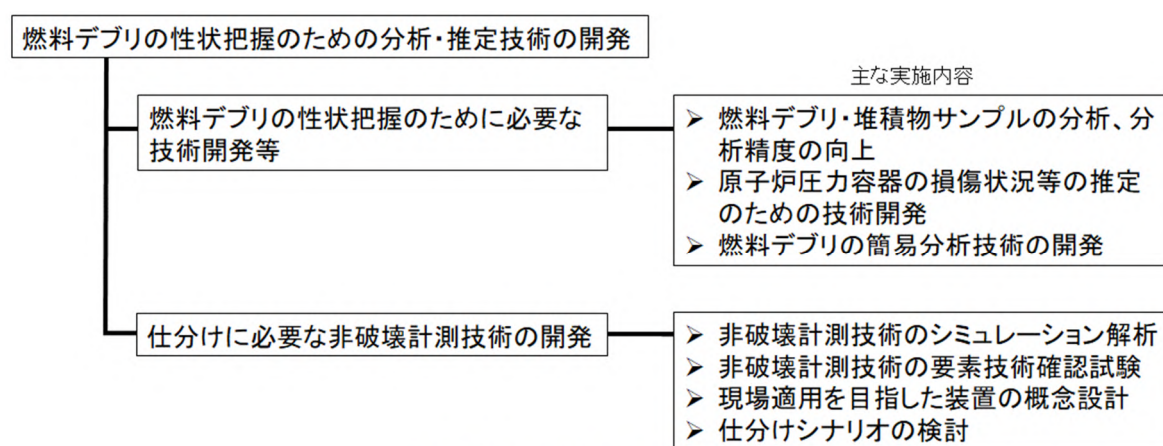 燃料デブリの性状把握のための分析・推定技術の開発
主な実施内容
燃料デブリの性状把握のために必要な
技術開発等
➢ 燃料デブリ・堆積物サンプルの分析、分
析精度の向上
➢ 原子炉圧力容器の損傷状況等の推定
のための技術開発
➢ 燃料デブリの簡易分析技術の開発
仕分けに必要な非破壊計測技術の開発
➢ 非破壊計測技術のシミュレーション解析
➢ 非破壊計測技術の要素技術確認試験
➢ 現場適用を目指した装置の概念設計
➢ 仕分けシナリオの検討